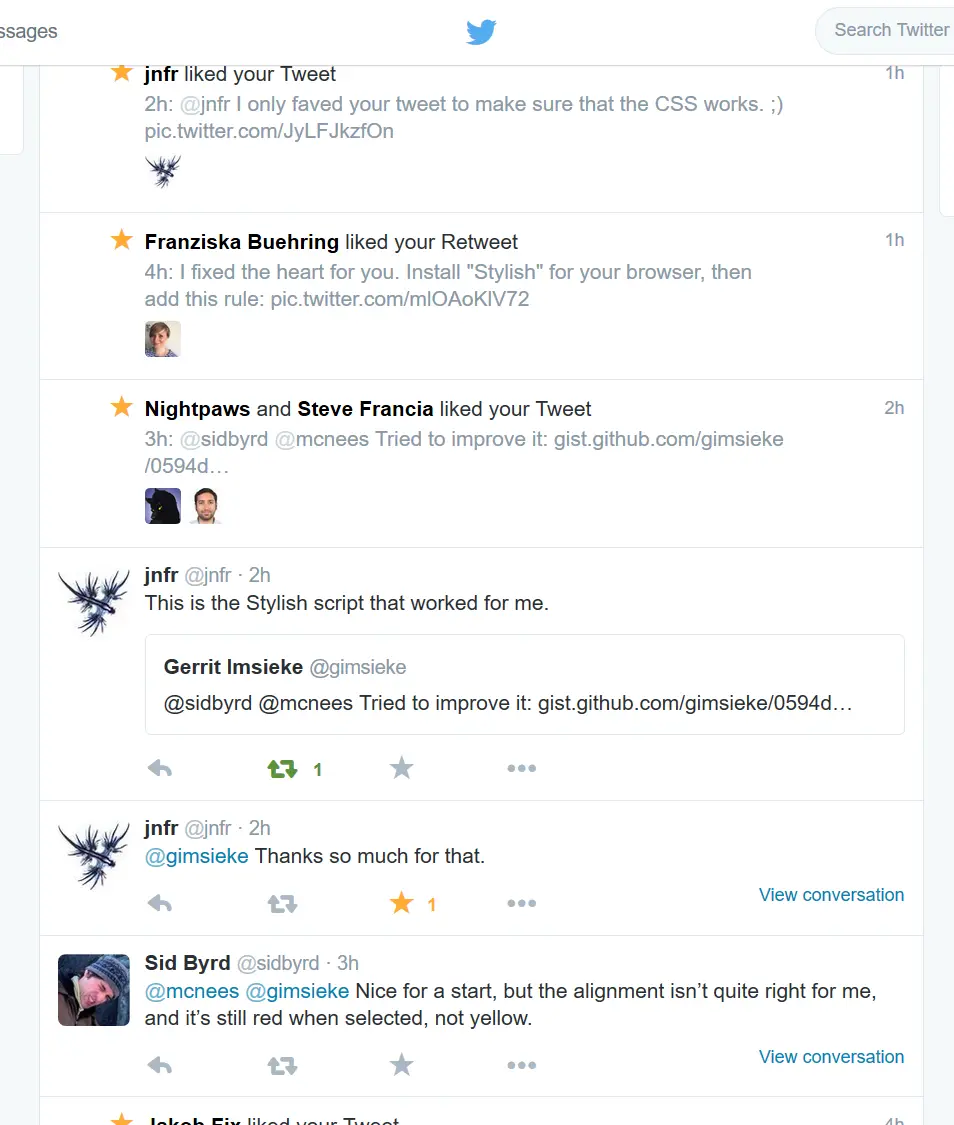 ssages
Search Twitter
jnfr liked your Tweet 1h
2h: @jnfr I only faved your tweet to make sure that the CSS works. ;)
pic.twitter.com/JyLFJkzfOn
Franziska Buehring liked your Retweet 1h
4h: I fixed the heart for you. Install "Stylish" for your browser, then
add this rule: pic.twitter.com/mlOAoKlV72
Nightpaws and Steve Francia liked your Tweet 2h
3h: @sidbyrd @mcnees Tried to improve it: gist.github.com/gimsieke
/0594d…
jnfr @jnfr · 2h
This is the Stylish script that worked for me.
Gerrit Imsieke @gimsieke
@sidbyrd @mcnees Tried to improve it: gist.github.com/gimsieke/0594d…
1
jnfr @jnfr · 2h
@gimsieke Thanks so much for that.
1
View conversation
Sid Byrd @sidbyrd · 3h
@mcnees @gimsieke Nice for a start, but the alignment isn’t quite right for me,
and it’s still red when selected, not yellow.
View conversation
Jakob Fix liked your Tweet 4h